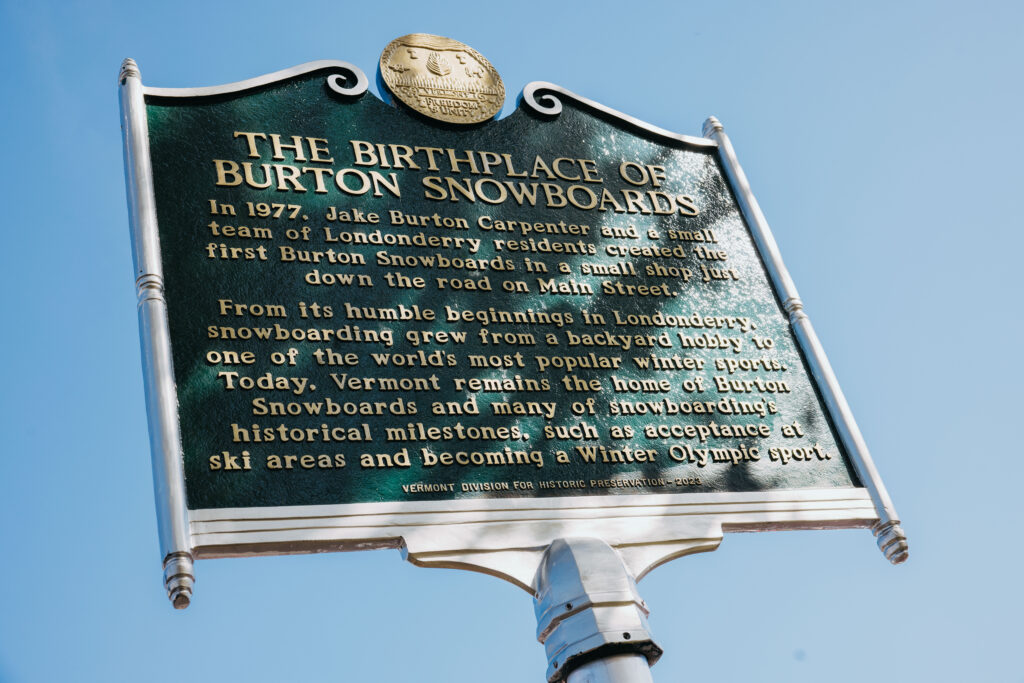 VERMONT
FREEDOM
& UNITY
THE BIRTHPLACE OF
BURTON SNOWBOARDS
In 1977, Jake Burton Carpenter and a small
team of Londonderry residents created the
first Burton Snowboards in a small shop just
down the road on Main Street.
From its humble beginnings in Londonderry,
snowboarding grew from a backyard hobby to
one of the world's most popular winter sports.
Today, Vermont remains the home of Burton
Snowboards and many of snowboarding's
historical milestones, such as acceptance at
ski areas and becoming a Winter Olympic sport.
VERMONT DIVISION FOR HISTORIC PRESERVATION - 2023